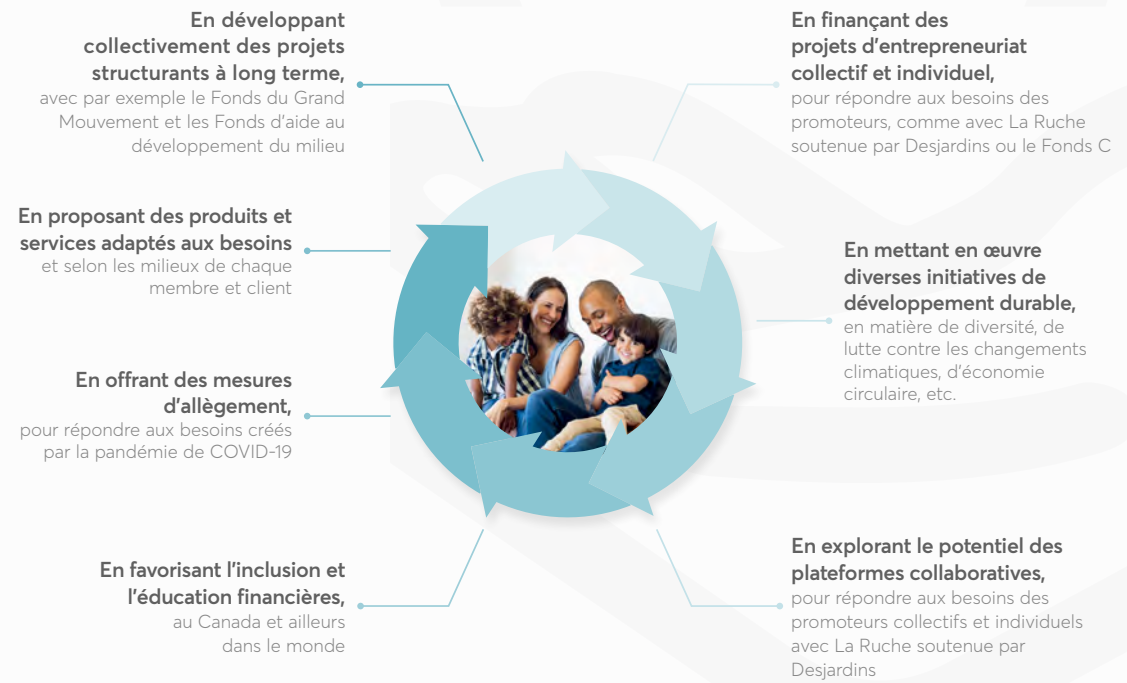 En développant
collectivement des projets
structurants à long terme,
avec par exemple le Fonds du Grand
Mouvement et les Fonds d'aide au
développement du milieu
En finançant des
projets d'entrepreneuriat
collectif et individuel,
pour répondre aux besoins des
promoteurs, comme avec La Ruche
soutenue par Desjardins ou le Fonds C
En proposant des produits et
services adaptés aux besoins
et selon les milieux de chaque
membre et client
En mettant en œuvre
diverses initiatives de
développement durable,
en matière de diversité, de
lutte contre les changements
climatiques, d'économie
circulaire, etc.
En offrant des mesures
d'allègement,
pour répondre aux besoins créés
par la pandémie de COVID-19
En favorisant l'inclusion et
l'éducation financières,
au Canada et ailleurs
dans le monde
En explorant le potentiel des
plateformes collaboratives,
pour répondre aux besoins des
promoteurs collectifs et individuels
avec La Ruche soutenue par
Desjardins